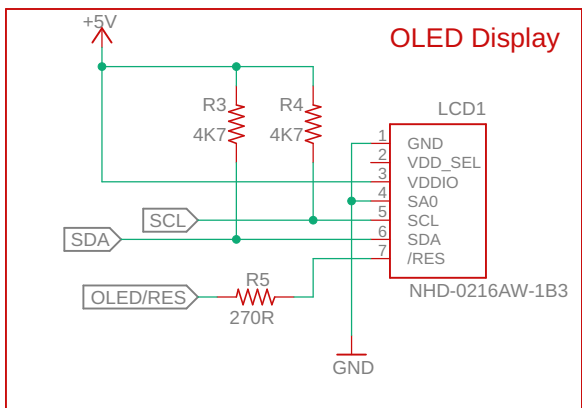 +5V
OLED Display
R3
4K7
R4
4K7
LCD1
1 GND
2 VDD_SEL
3 VDDIO
4 SA0
5 SCL
6 SDA
7 /RES
SCL
SDA
OLED/RES
R5
270R
NHD-0216AW-1B3
GND